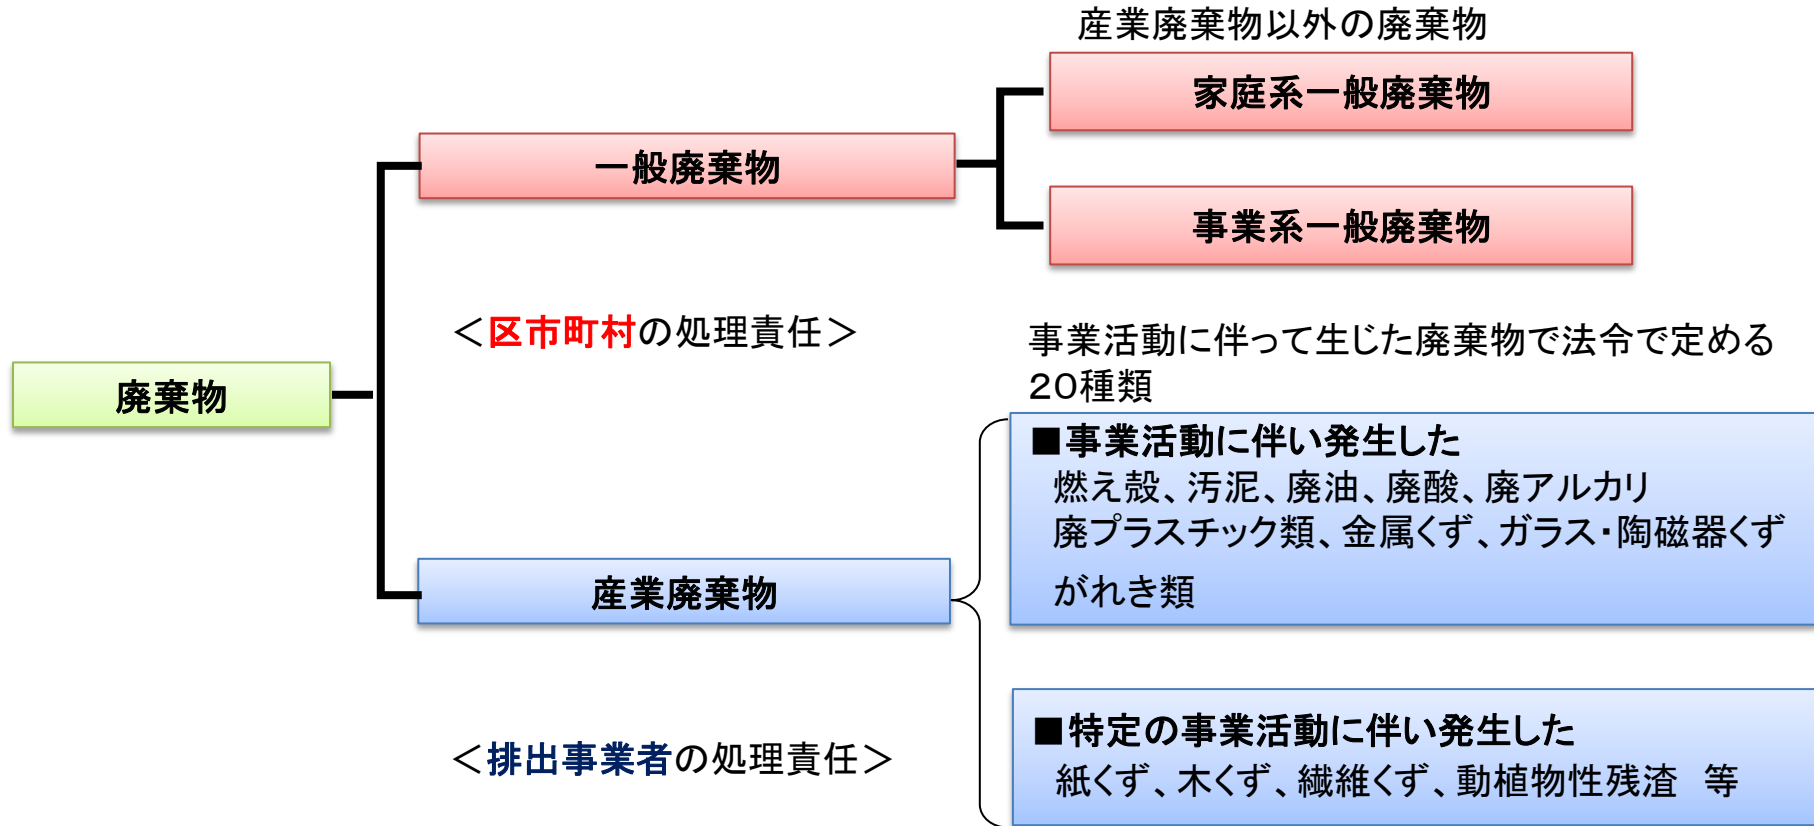 産業廃棄物以外の廃棄物
家庭系一般廃棄物
一般廃棄物
事業系一般廃棄物
＜区市町村の処理責任＞
事業活動に伴って生じた廃棄物で法令で定める
２０種類
廃棄物
■事業活動に伴い発生した
燃え殻、汚泥、廃油、廃酸、廃アルカリ
廃プラスチック類、金属くず、ガラス・陶磁器くず
がれき類
産業廃棄物
■特定の事業活動に伴い発生した
紙くず、木くず、繊維くず、動植物性残渣　等
＜排出事業者の処理責任＞